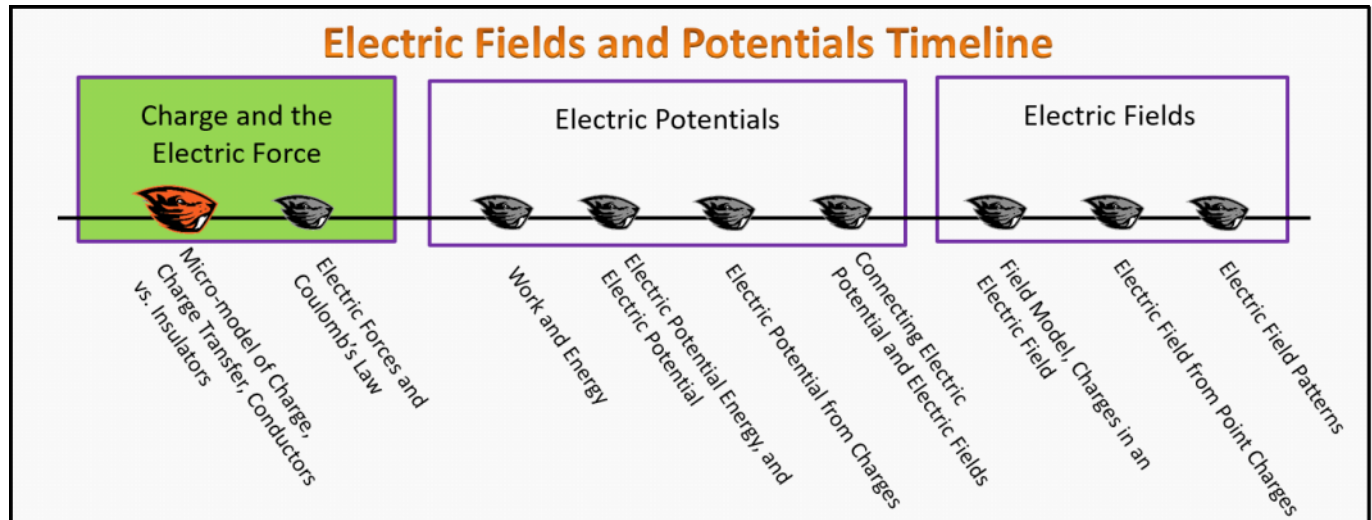 Electric Fields and Potentials Timeline
Charge and the
Electric Force
Electric Potentials
Electric Fields
Micro-model of Charge,
Charge Transfer, Conductors
vs. Insulators
Electric Forces and
Coulomb's Law
Work and Energy
Electric Potential Energy, and
Electric Potential
Electric Potential from Charges
Connecting Electric
Potential and Electric Fields
Field Model, Charges in an
Electric Field
Electric Field from Point Charges
Electric Field Patterns